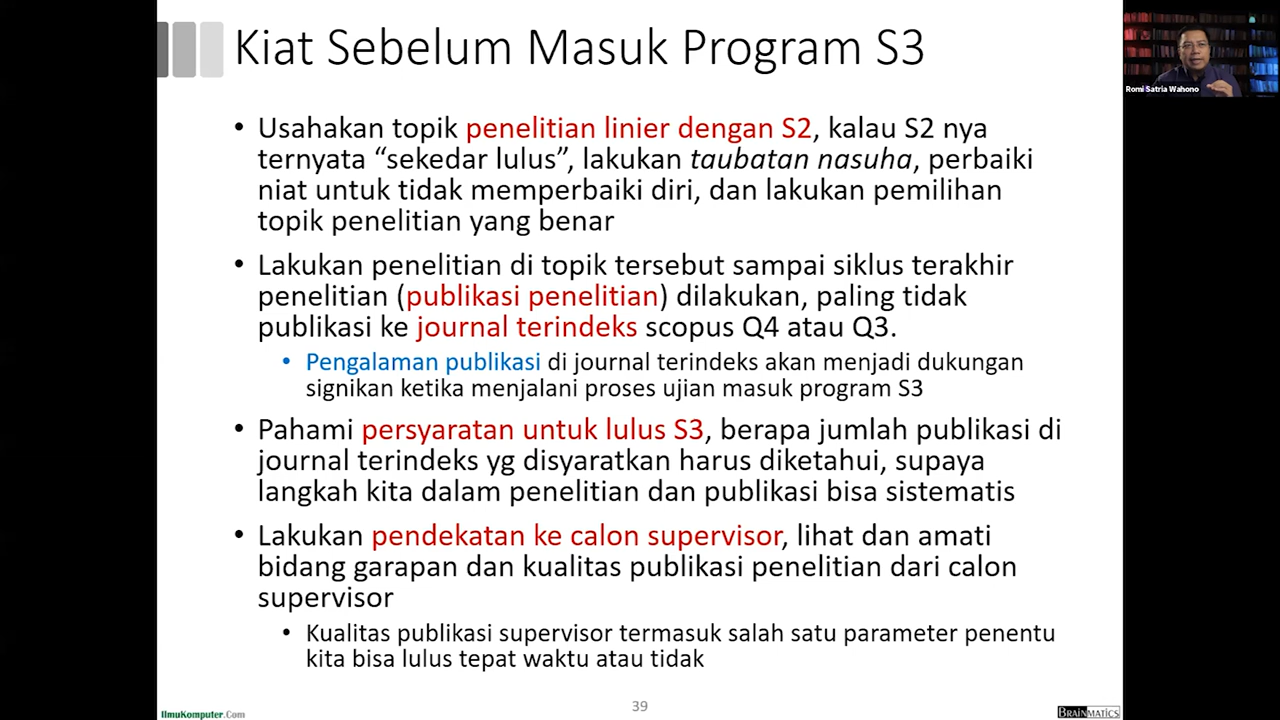 Kiat Sebelum Masuk Program S3
Romi Satria Wahono
• Usahakan topik penelitian linier dengan S2, kalau S2 nya
ternyata “sekedar lulus”, lakukan taubatan nasuha, perbaiki
niat untuk tidak memperbaiki diri, dan lakukan pemilihan
topik penelitian yang benar
• Lakukan penelitian di topik tersebut sampai siklus terakhir
penelitian (publikasi penelitian) dilakukan, paling tidak
publikasi ke journal terindeks scopus Q4 atau Q3.
• Pengalaman publikasi di journal terindeks akan menjadi dukungan
signikan ketika menjalani proses ujian masuk program S3
• Pahami persyaratan untuk lulus S3, berapa jumlah publikasi di
journal terindeks yg disyaratkan harus diketahui, supaya
langkah kita dalam penelitian dan publikasi bisa sistematis
• Lakukan pendekatan ke calon supervisor, lihat dan amati
bidang garapan dan kualitas publikasi penelitian dari calon
supervisor
• Kualitas publikasi supervisor termasuk salah satu parameter penentu
kita bisa lulus tepat waktu atau tidak
IlmuKomputer.Com
39
BRAINMATICS